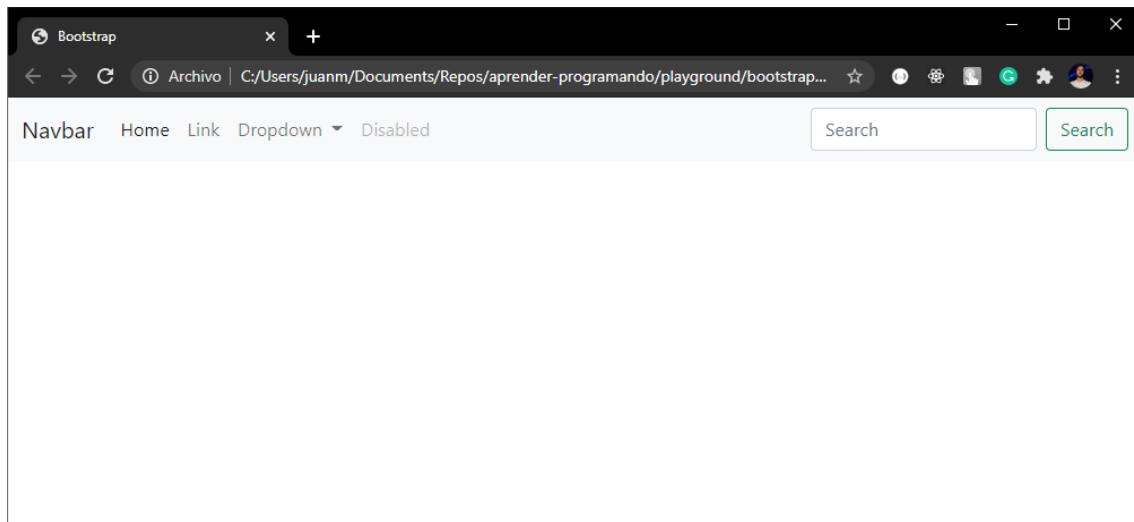 Bootstrap
Archivo C:/Users/juanm/Documents/Repos/aprender-programando/playground/bootstrap...
Navbar Home Link Dropdown Disabled Search Search